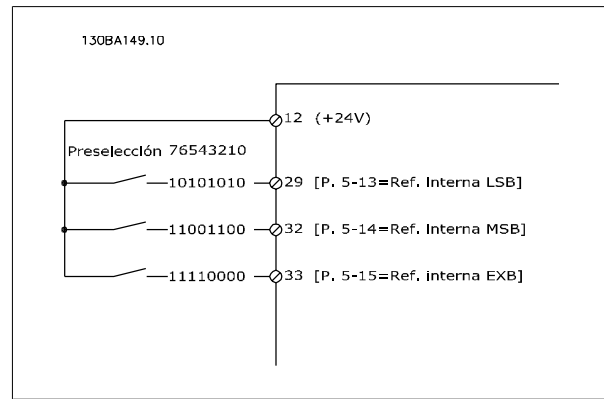 130BA149.10
12 (+24V)
Preselección 76543210
10101010 29 [P. 5-13=Ref. Interna LSB]
11001100 32 [P. 5-14=Ref. Interna MSB]
11110000 33 [P. 5-15=Ref. interna EXB]